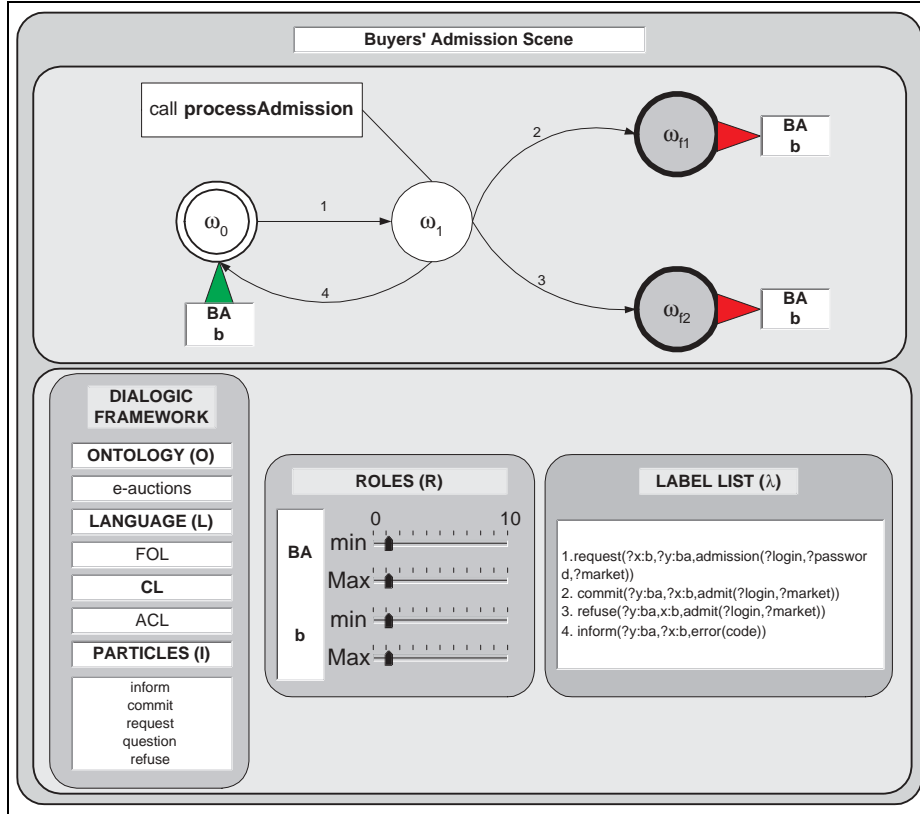 Buyers' Admission Scene
call processAdmission
ω0
1
ω1
4
2
3
ωf1
ωf2
BA
b
BA
b
BA
b
DIALOGIC
FRAMEWORK
ONTOLOGY (O)
e-auctions
LANGUAGE (L)
FOL
CL
ACL
PARTICLES (I)
inform
commit
request
question
refuse
ROLES (R)
0 10
BA
min
Max
b
min
Max
LABEL LIST (λ)
1.request(?x:b,?y:ba,admission(?login,?passwor
d,?market))
2. commit(?y:ba,?x:b,admit(?login,?market))
3. refuse(?y:ba,x:b,admit(?login,?market))
4. inform(?y:ba,?x:b,error(code))